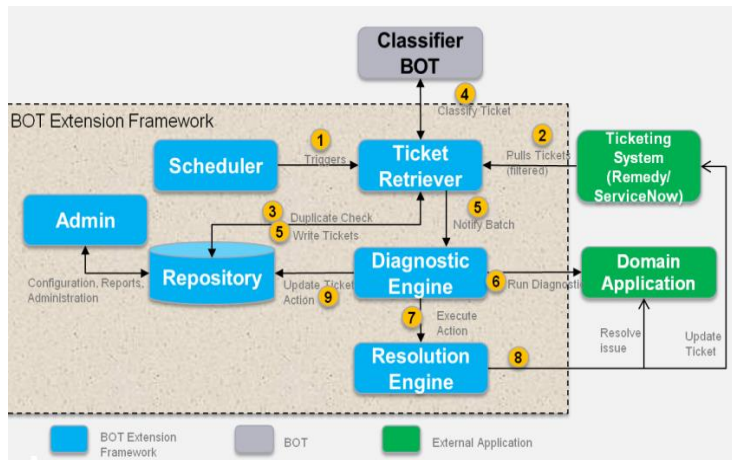 Classifier
BOT
4
Classify Ticket
BOT Extension Framework
Scheduler
1
Triggers
Ticket
Retriever
2
Pulls Tickets
(filtered)
Ticketing
System
(Remedy/
ServiceNow)
Admin
3
Duplicate Check
5
Write Tickets
5
Notify Batch
Configuration, Reports,
Administration
Repository
Update Ticket
Action
9
Diagnostic
Engine
6
Run Diagnostic
Domain
Application
7
Execute
Action
Resolution
Engine
8
Resolve
issue
Update
Ticket
BOT Extension
Framework
BOT
External Application